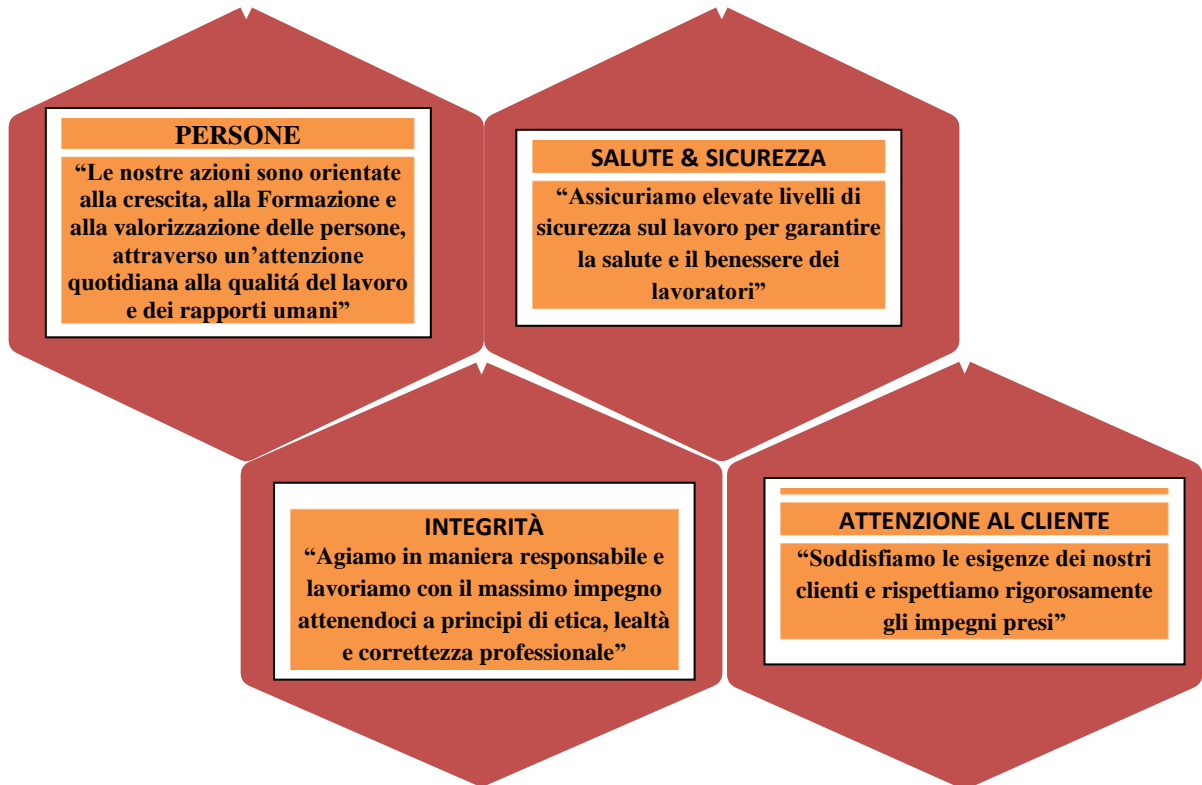 PERSONE
“Le nostre azioni sono orientate
alla crescita, alla Formazione e
alla valorizzazione delle persone,
attraverso un’attenzione
quotidiana alla qualitá del lavoro
e dei rapporti umani”
SALUTE & SICUREZZA
“Assicuriamo elevate livelli di
sicurezza sul lavoro per garantire
la salute e il benessere dei
lavoratori”
INTEGRITÀ
“Agiamo in maniera responsabile e
lavoriamo con il massimo impegno
attenendoci a principi di etica, lealtà
e correttezza professionale”
ATTENZIONE AL CLIENTE
“Soddisfiamo le esigenze dei nostri
clienti e rispettiamo rigorosamente
gli impegni presi”